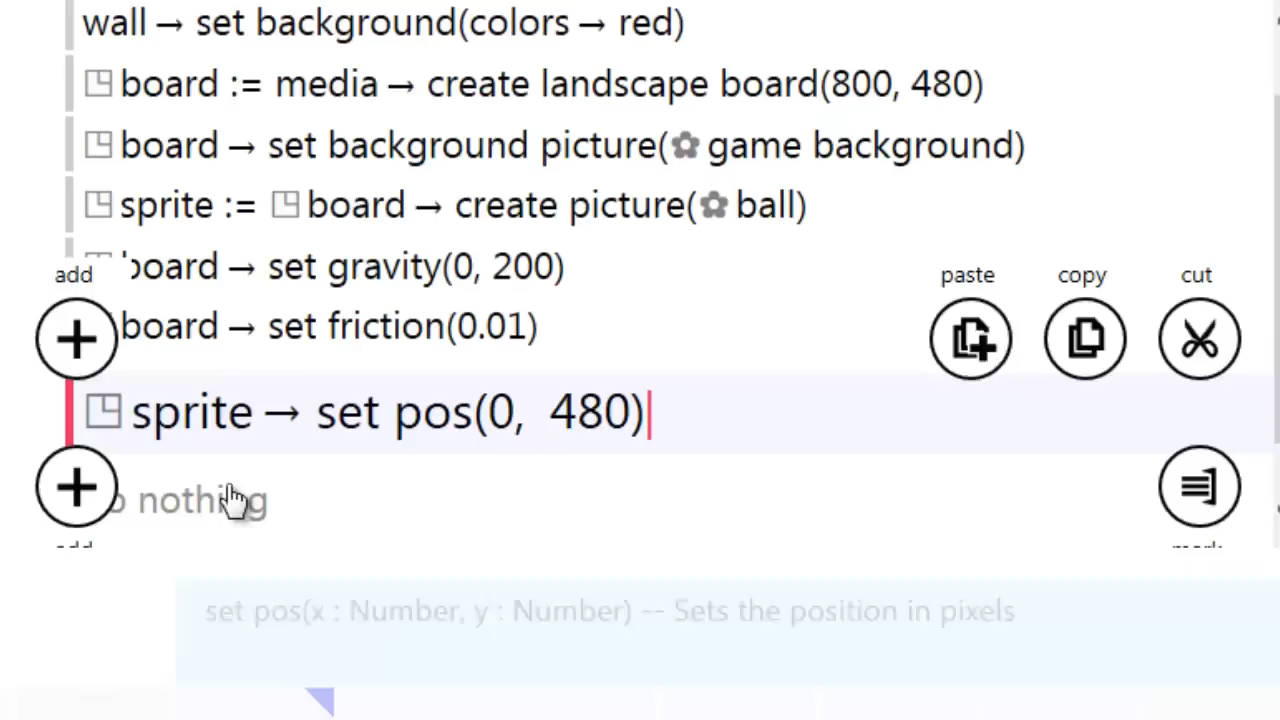 wall → set background(colors → red)
board := media → create landscape board(800, 480)
board → set background picture(game background)
sprite := board → create picture(ball)
board → set gravity(0, 200)
add
paste
copy
cut
board → set friction(0.01)
sprite → set pos(0, 480)
nothing
set pos(x : Number, y : Number) -- Sets the position in pixels